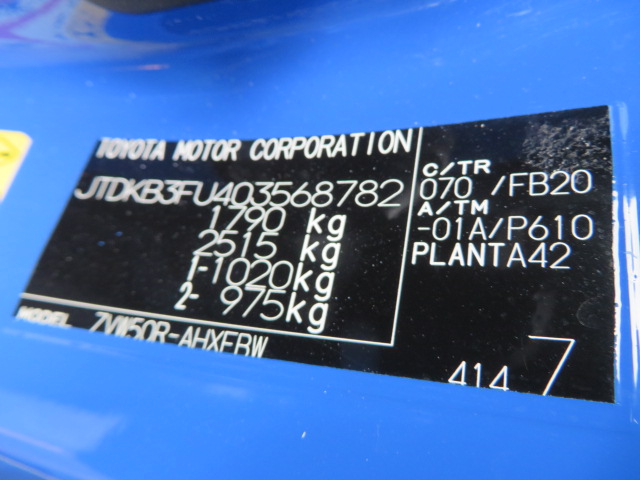 TOYOTA MOTOR CORPORATION
JTDKB3FU403568782
1790 kg
2515 kg
1-1020kg
2- 975kg
MODEL ZVW50R-AHXEBW
C/TR
070 /FB20
A/TM
-01A/P610
PLANTA42
414 7